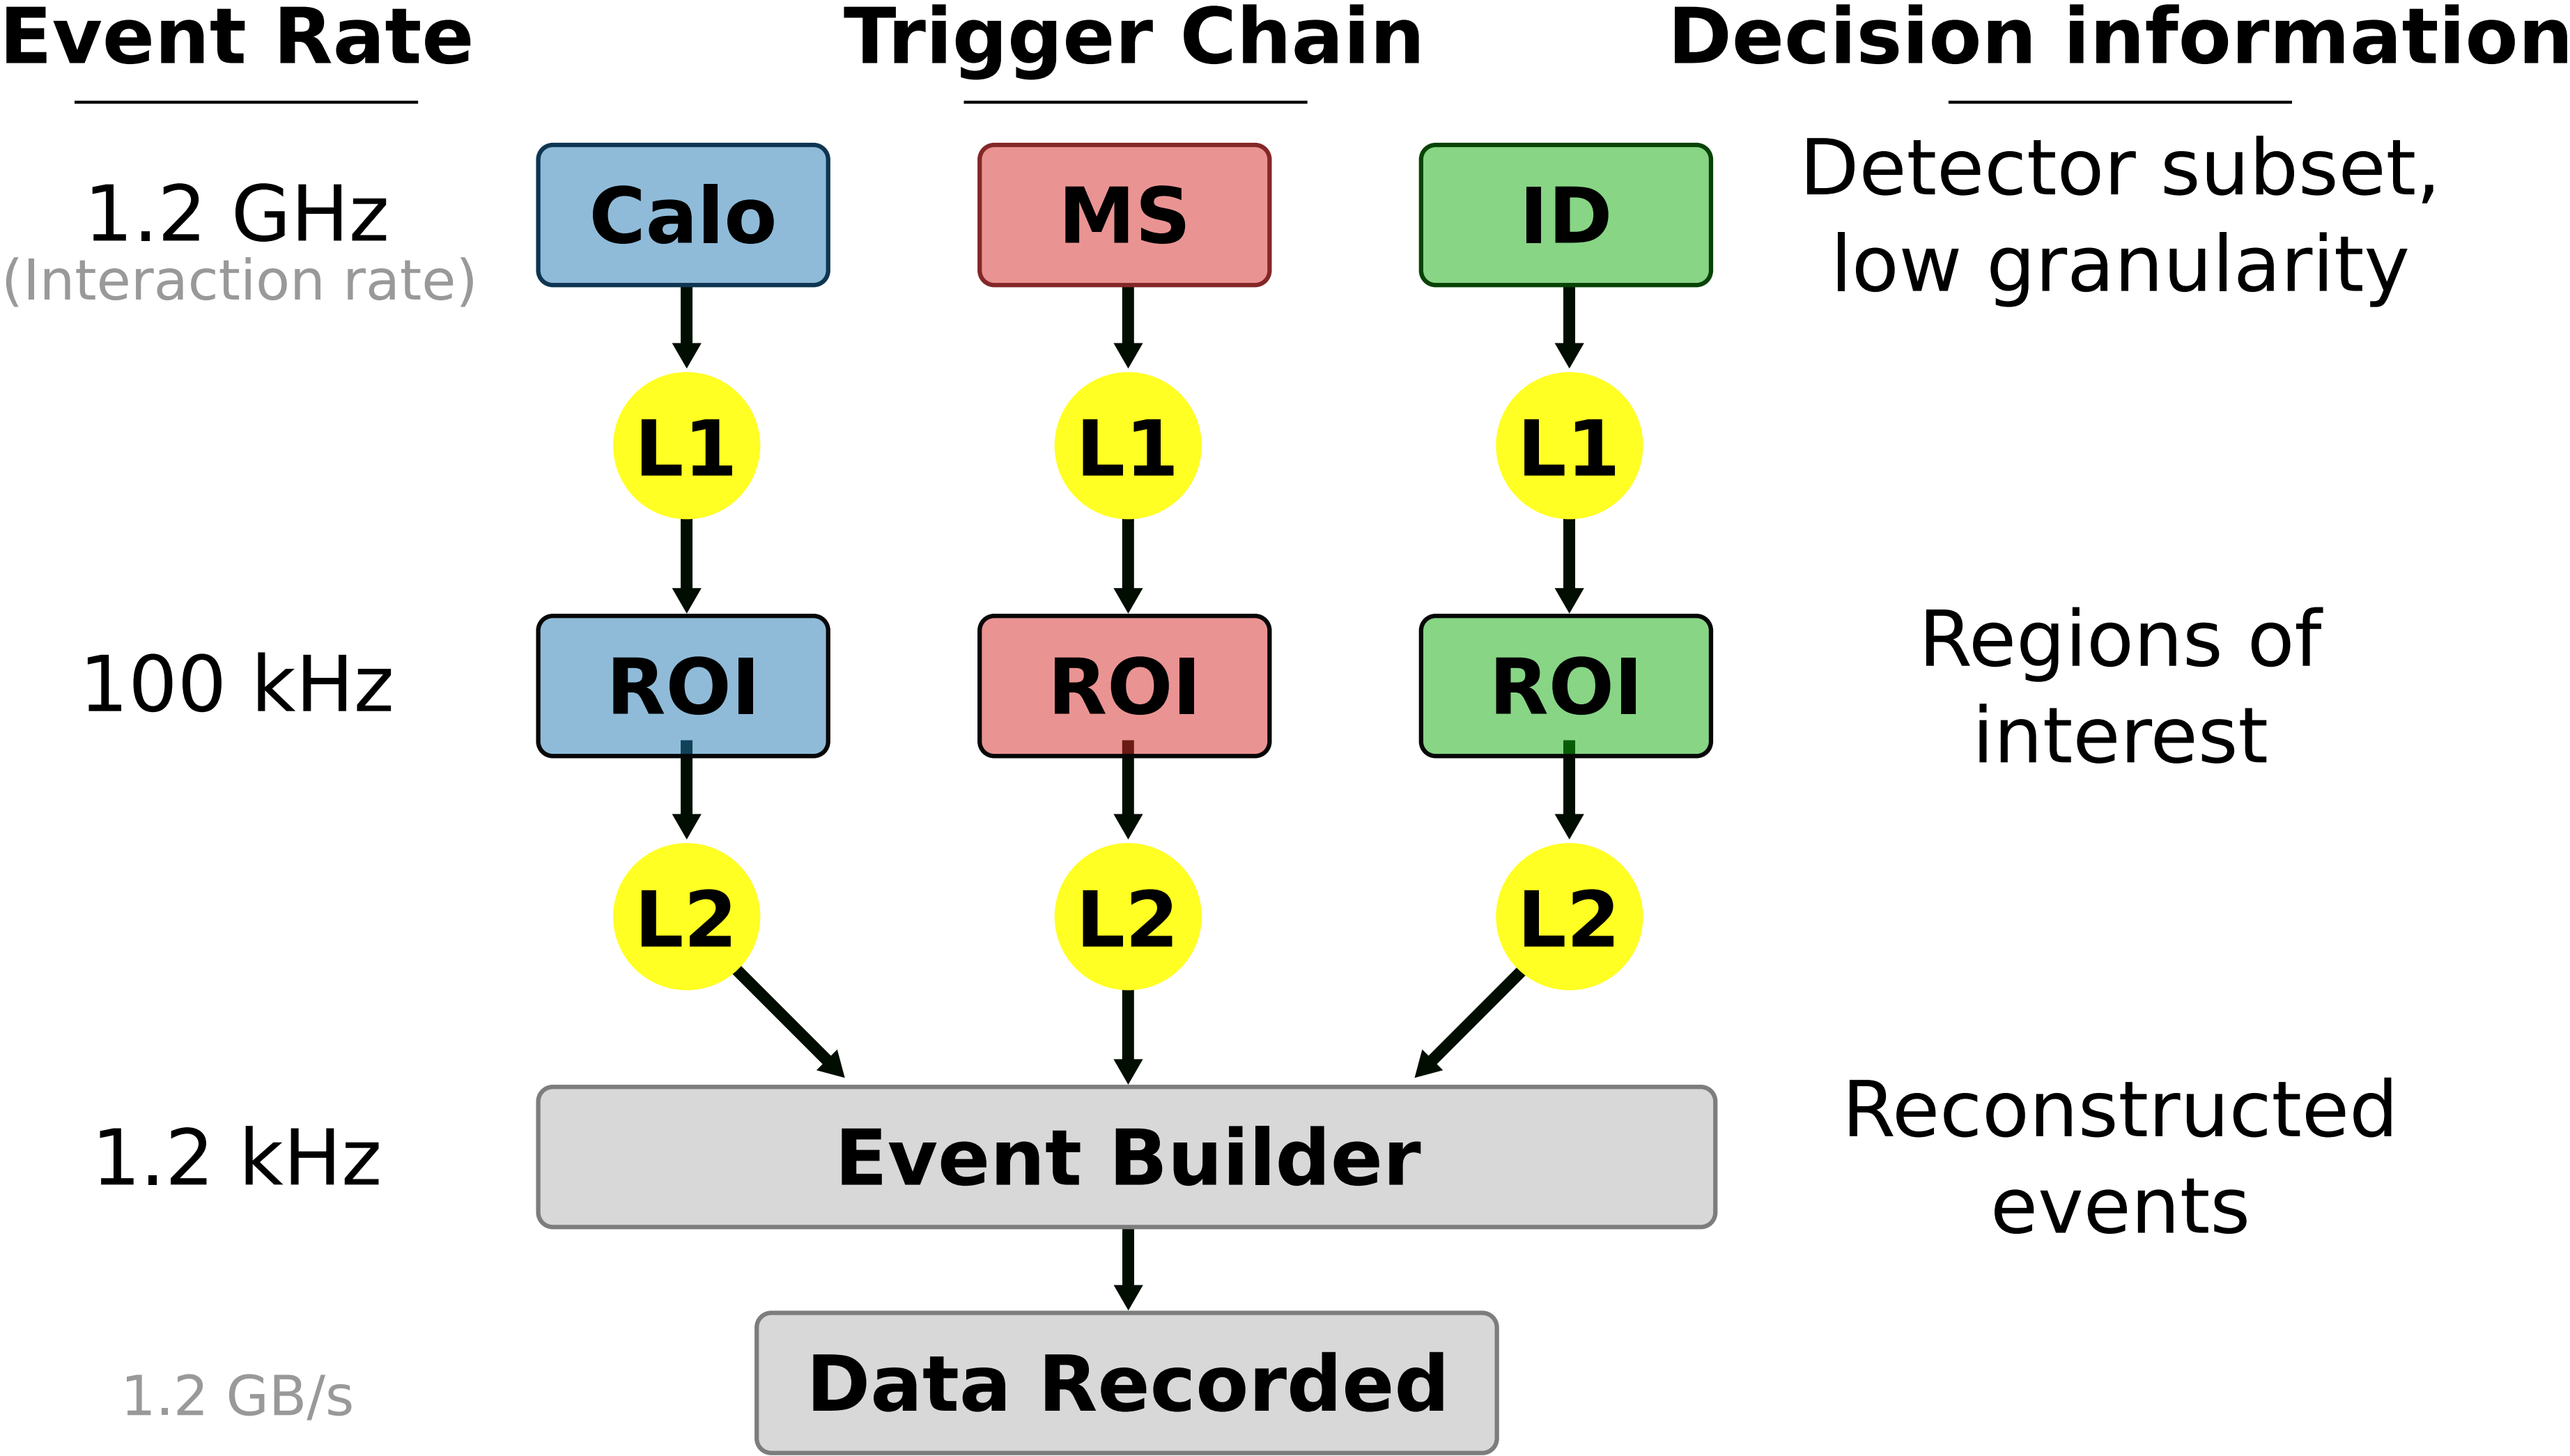 Event Rate
Trigger Chain
Decision information
1.2 GHz
(Interaction rate)
Calo
MS
ID
Detector subset,
low granularity
L1
L1
L1
100 kHz
ROI
ROI
ROI
Regions of
interest
L2
L2
L2
1.2 kHz
Event Builder
Reconstructed
events
1.2 GB/s
Data Recorded